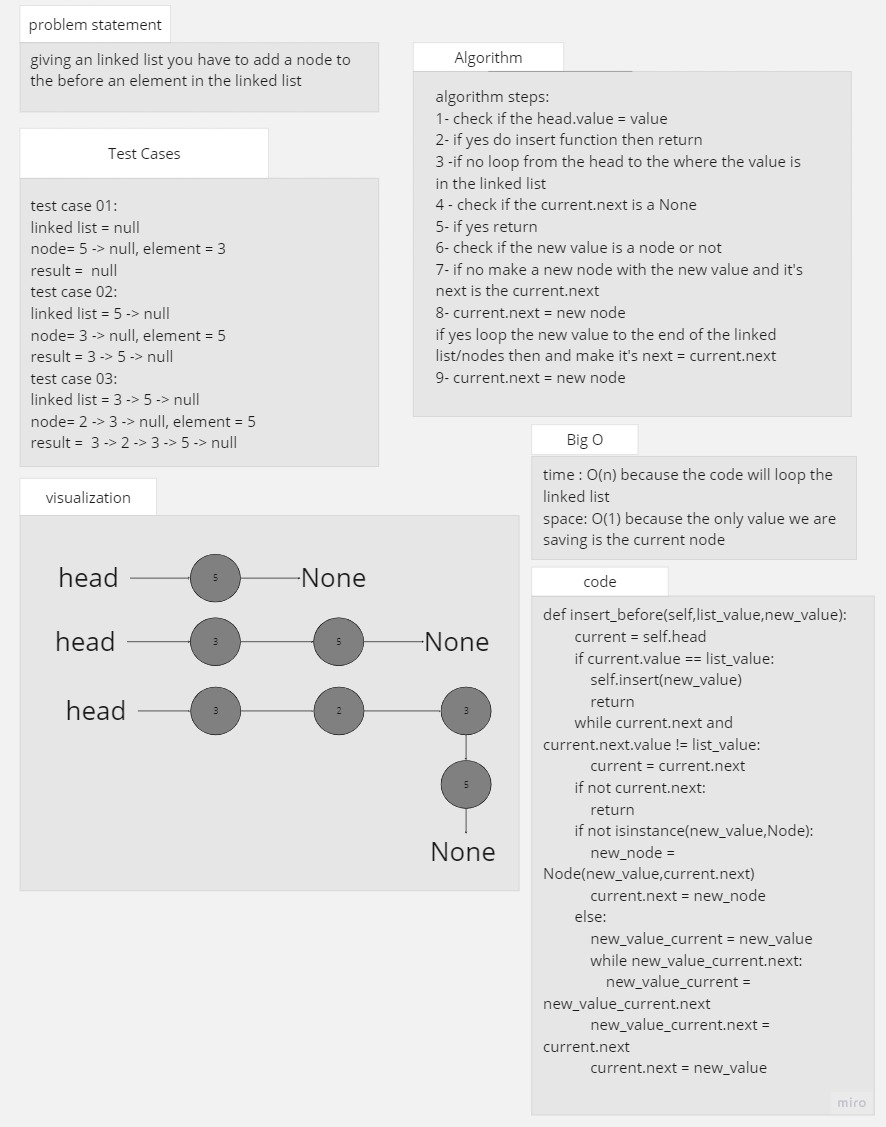 problem statement
giving an linked list you have to add a node to
the before an element in the linked list
Test Cases
test case 01:
linked list = null
node= 5 -> null, element = 3
result =  null
test case 02:
linked list = 5 -> null
node= 3 -> null, element = 5
result = 3 -> 5 -> null
test case 03:
linked list = 3 -> 5 -> null
node= 2 -> 3 -> null, element = 5
result =  3 -> 2 -> 3 -> 5 -> null
visualization
head 5 None
head 3 5 None
head 3 2 3
5
None
Algorithm
algorithm steps:
1- check if the head.value = value
2- if yes do insert function then return
3 -if no loop from the head to the where the value is
in the linked list
4 - check if the current.next is a None
5- if yes return
6- check if the new value is a node or not
7- if no make a new node with the new value and it's
next is the current.next
8- current.next = new node
if yes loop the new value to the end of the linked
list/nodes then and make it's next = current.next
9- current.next = new node
Big O
time : O(n) because the code will loop the
linked list
space: O(1) because the only value we are
saving is the current node
code
def insert_before(self,list_value,new_value):
current = self.head
if current.value == list_value:
self.insert(new_value)
return
while current.next and
current.next.value != list_value:
current = current.next
if not current.next:
return
if not isinstance(new_value,Node):
new_node =
Node(new_value,current.next)
current.next = new_node
else:
new_value_current = new_value
while new_value_current.next:
new_value_current =
new_value_current.next
new_value_current.next =
current.next
current.next = new_value
miro